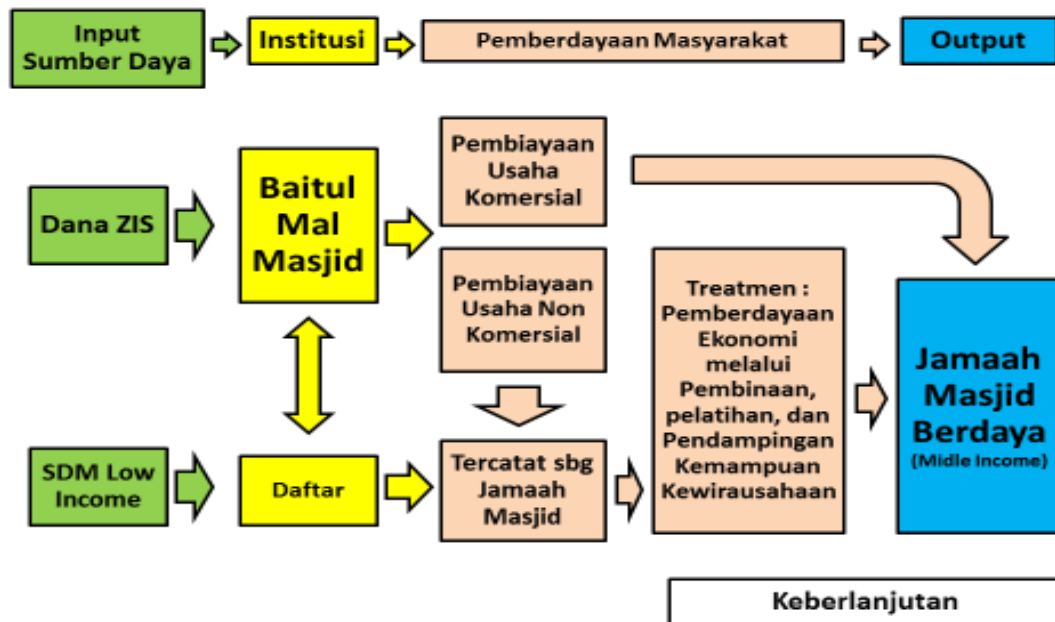 Input
Sumber Daya
Institusi
Pemberdayaan Masyarakat
Output
Dana ZIS
Baitul
Mal
Masjid
Pembiayaan
Usaha
Komersial
Pembiayaan
Usaha Non
Komersial
Treatmen :
Pemberdayaan
Ekonomi
melalui
Pembinaan,
pelatihan, dan
Pendampingan
Kemampuan
Kewirausahaan
Jamaah
Masjid
Berdaya
(Midle Income)
SDM Low
Income
Daftar
Tercatat sbg
Jamaah
Masjid
Keberlanjutan